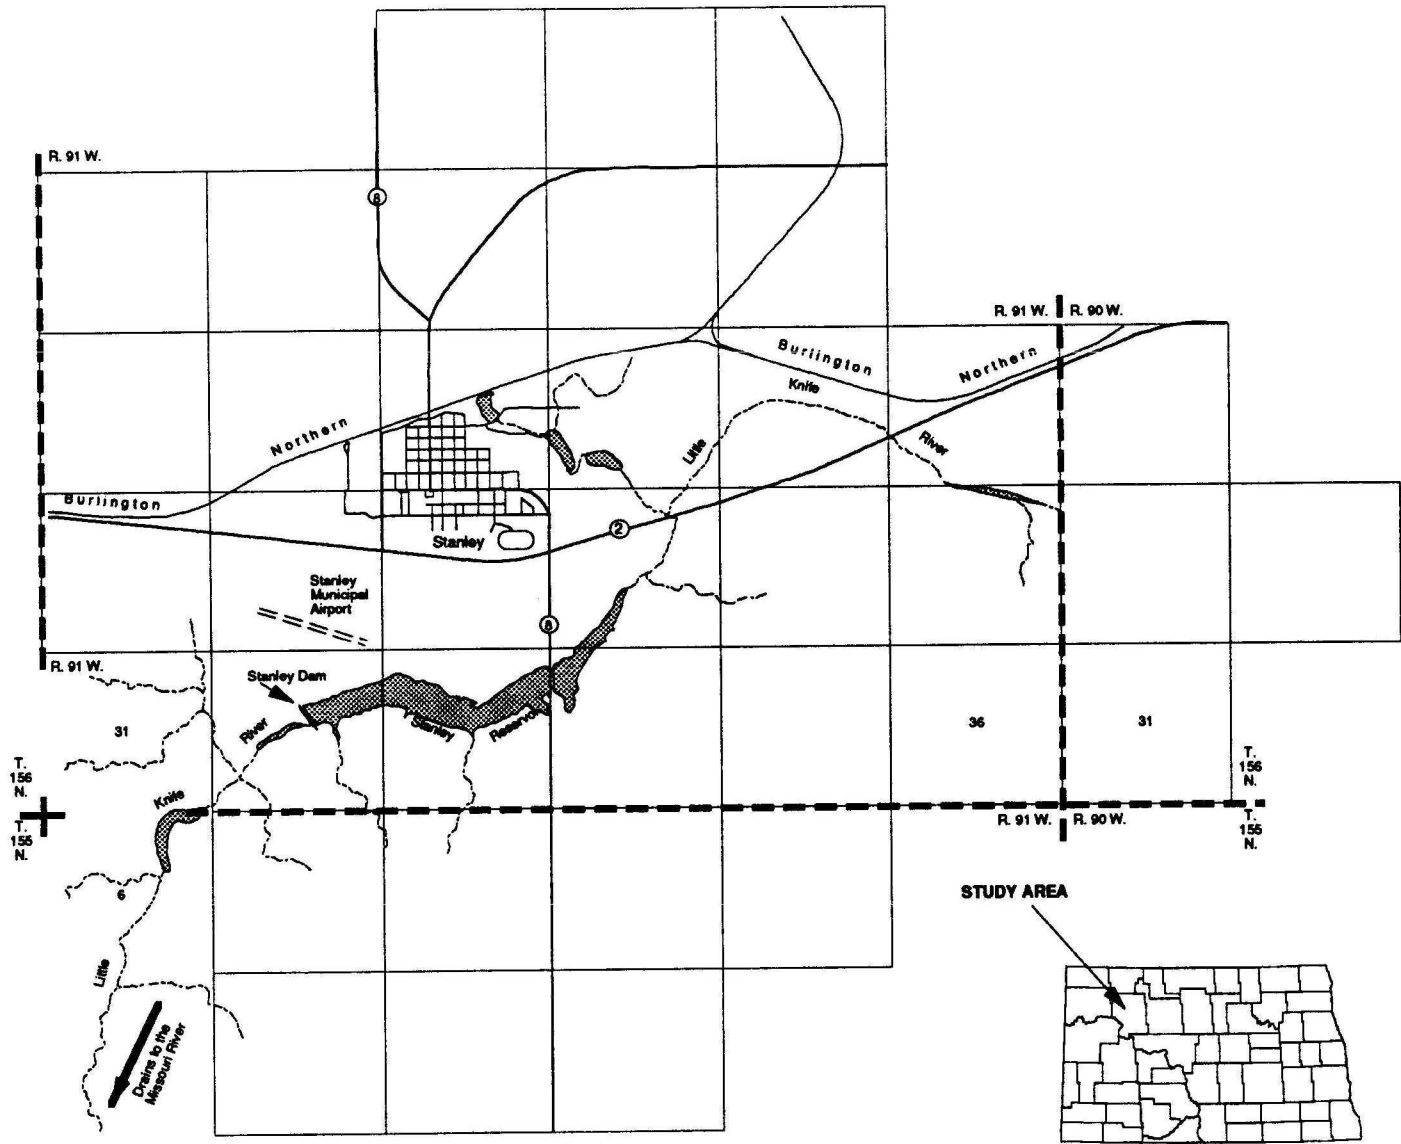 R. 91 W.
8
R. 91 W.
R. 90 W.
Burlington
Northern
Knife
Northern
Little
River
Burlington
2
Stanley
Stanley
Municipal
Airport
8
R. 91 W.
Stanley Dam
River
Stanley
Reservoir
31
36
31
T.
156
N.
T.
156
N.
Knife
T.
155
N.
R. 91 W.
R. 90 W.
T.
155
N.
6
STUDY AREA
Little
Drains to the
Missouri River